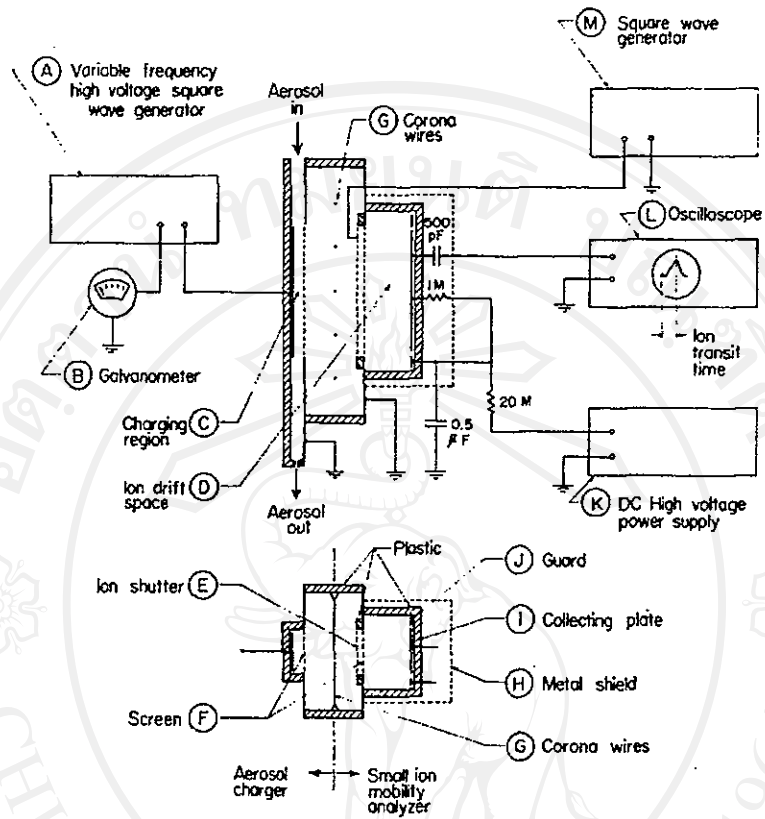 M Square wave
generator
A Variable frequency
high voltage square
wave generator
Aerosol
in
G Corona
wires
500
pF
L Oscilloscope
1M
Ion
transit
time
B Galvanometer
20 M
Charging C
region
0.5
μF
Ion drift D
space
Aerosol
out
K DC High voltage
power supply
Plastic
J Guard
Ion shutter E
I Collecting plate
H Metal shield
Screen F
G Corona wires
Aerosol
charger
Small ion
mobility
analyzer